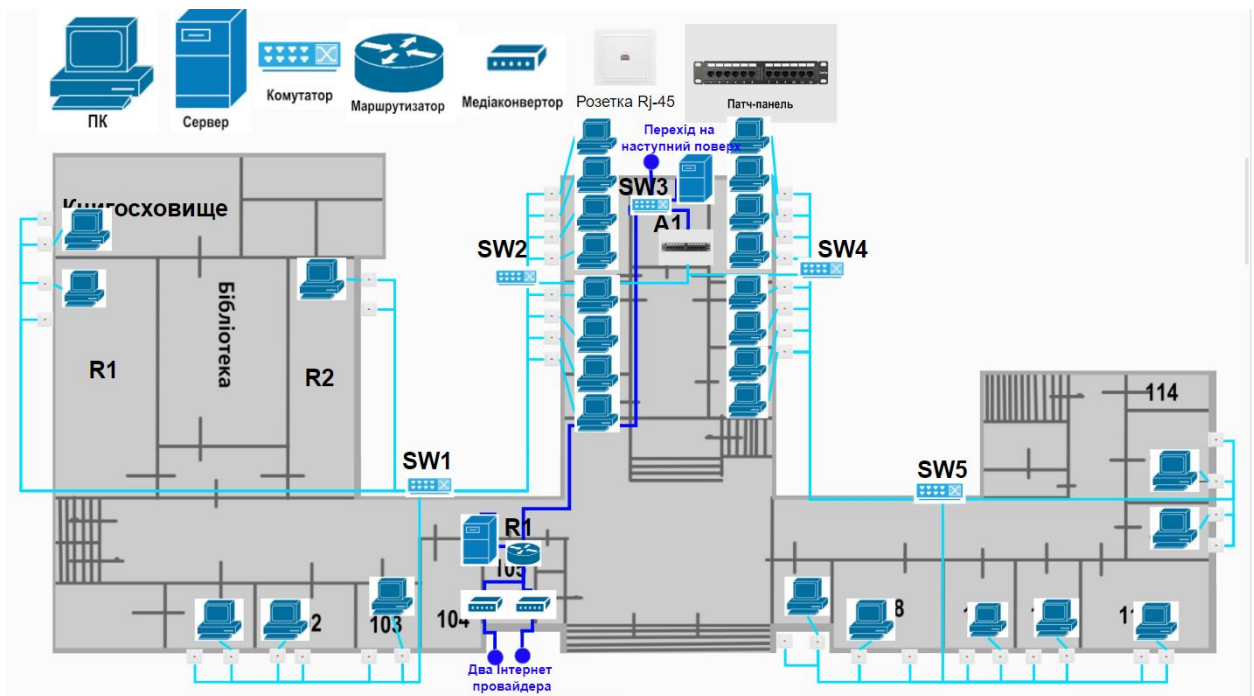 ПК
Сервер
Комутатор
Маршрутизатор
Медіаконвертор
Розетка Rj-45
Патч-панель
Перехід на
наступний поверх
Книгосховище
SW3
A1
SW2
SW4
Бібліотека
R1
R2
114
SW1
SW5
R1
105
2
103
104
8
Два Інтернет
провайдера